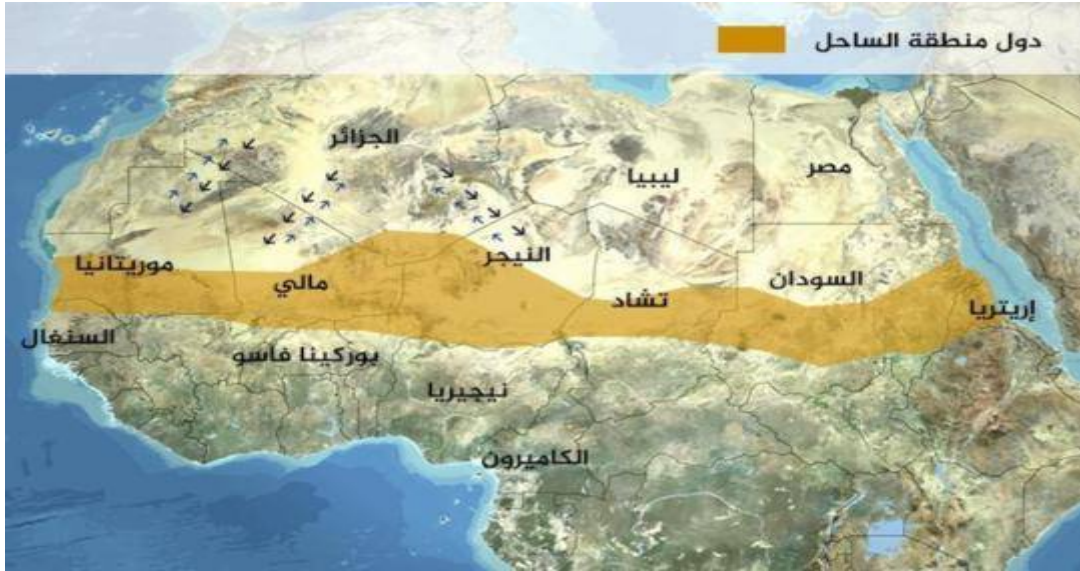 دول منطقة الساحل
الجزائر
ليبيا
مصر
موريتانيا
مالي
النيجر
تشاد
السودان
إريتريا
السنغال
بوركينا فاسو
نيجيريا
الكاميرون